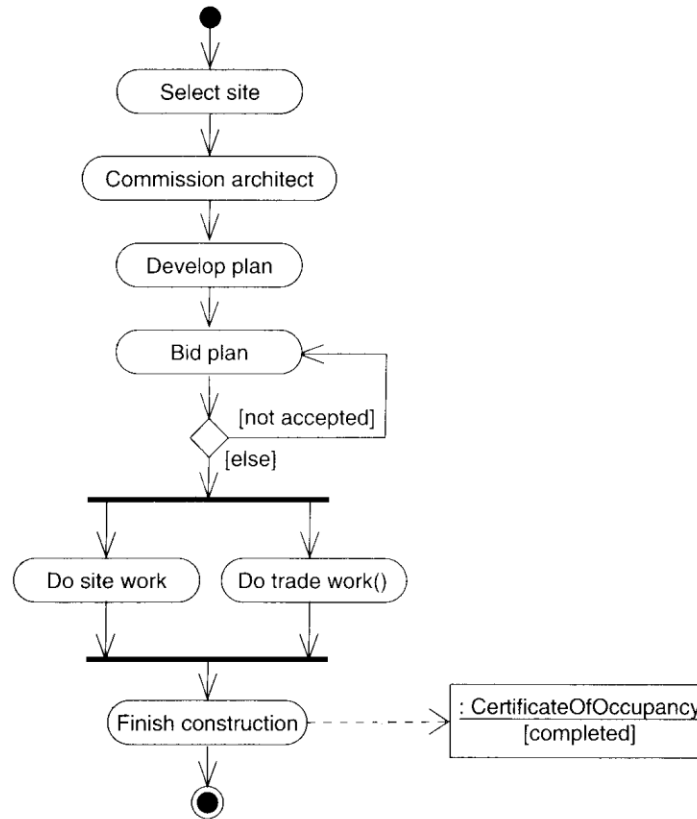 Select site
Commission architect
Develop plan
Bid plan
[not accepted]
[else]
Do site work
Do trade work()
Finish construction
: CertificateOfOccupancy
[completed]